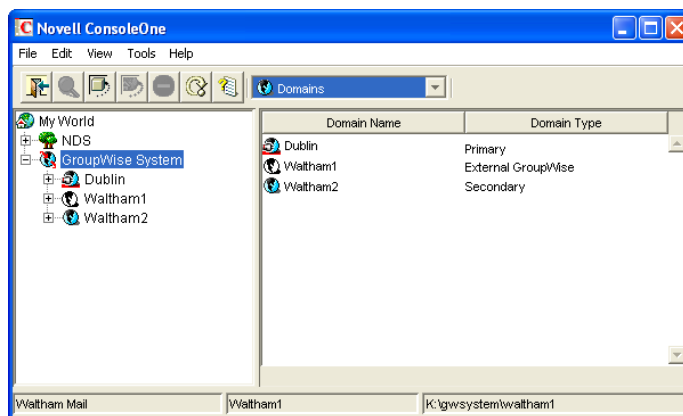 Novell ConsoleOne
File Edit View Tools Help
Domains
My World
NDS
GroupWise System
Dublin
Waltham1
Waltham2
Domain Name Domain Type
Dublin Primary
Waltham1 External GroupWise
Waltham2 Secondary
Waltham Mail Waltham1 K:\gwsystem\waltham1